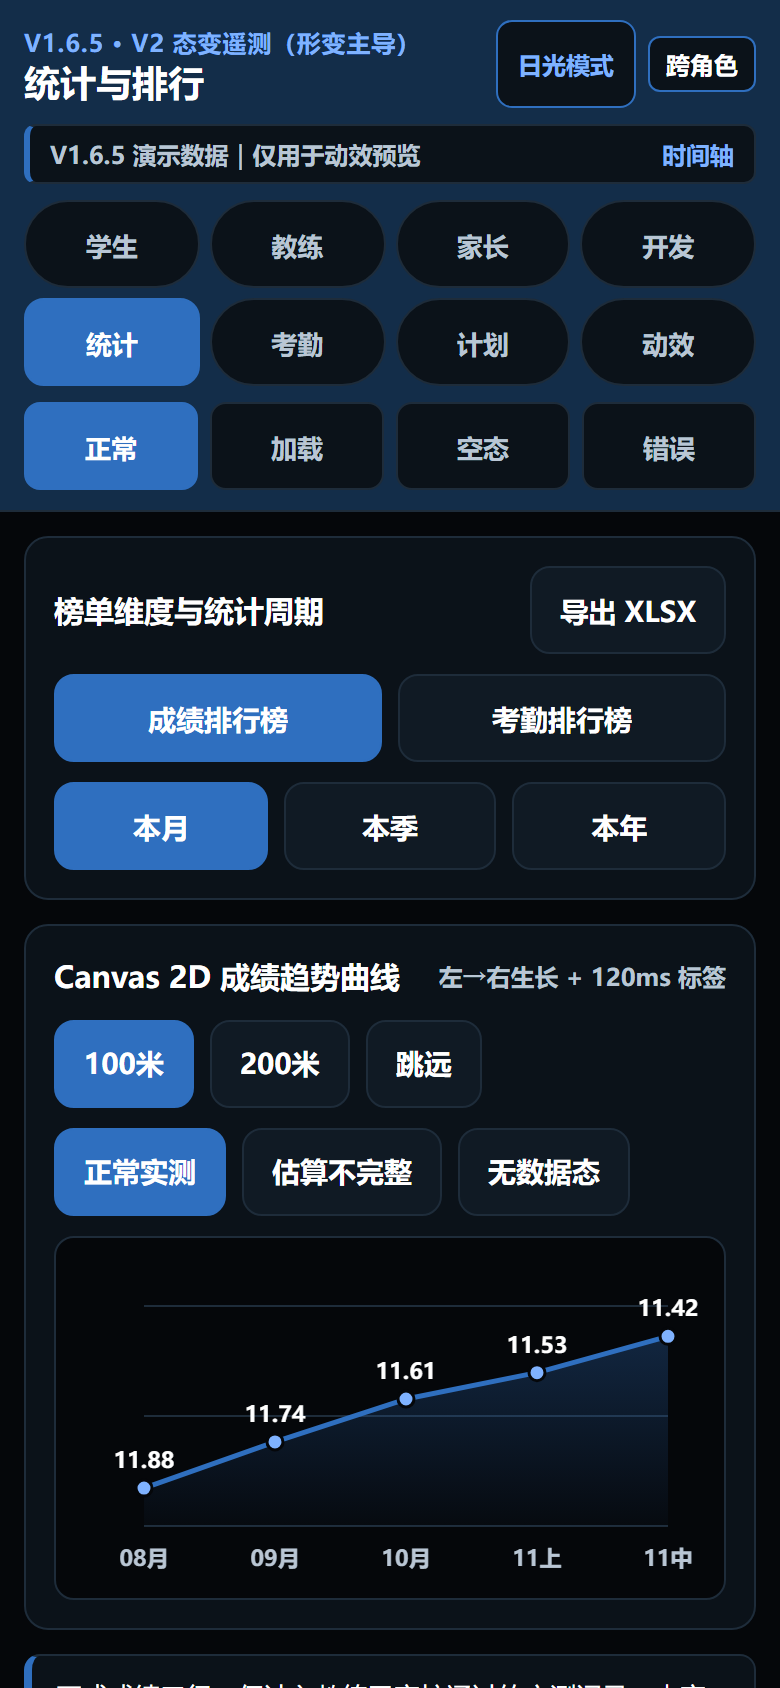 V1.6.5 • V2 态变遥测（形变主导）
统计与排行
日光模式
跨角色
V1.6.5 演示数据 | 仅用于动效预览
时间轴
学生 教练 家长 开发
统计 考勤 计划 动效
正常 加载 空态 错误
榜单维度与统计周期
导出 XLSX
成绩排行榜 考勤排行榜
本月 本季 本年
Canvas 2D 成绩趋势曲线
左→右生长 + 120ms 标签
100米 200米 跳远
正常实测 估算不完整 无数据态
11.88 11.74 11.61 11.53 11.42
08月 09月 10月 11上 11中